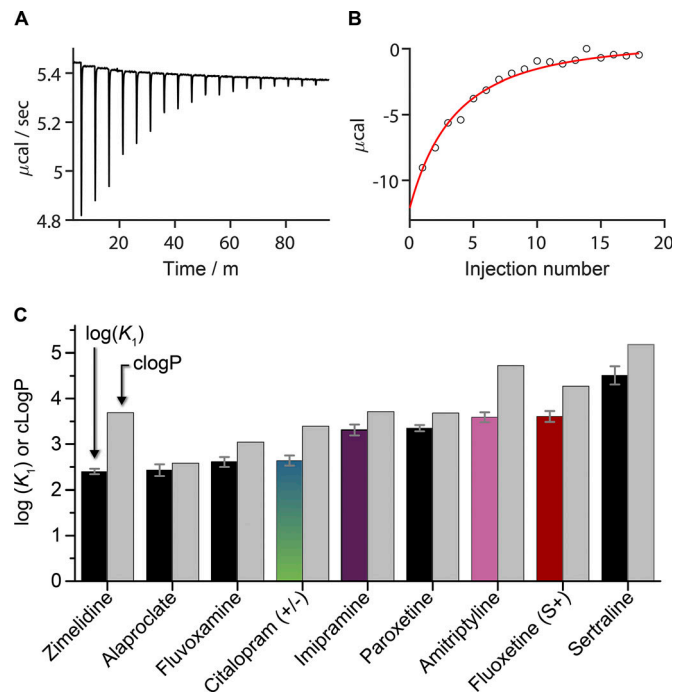 A
5.4
5.2
5
4.8
μcal / sec
20
40
60
80
Time / m
B
0
-5
-10
μcal
0
5
10
15
20
Injection number
C
log(K1)
clogP
5
4
3
2
1
0
log (K1) or cLogP
Zimelidine
Alaproclate
Fluvoxamine
Citalopram (+/-)
Imipramine
Paroxetine
Amitriptyline
Fluoxetine (S+)
Sertraline